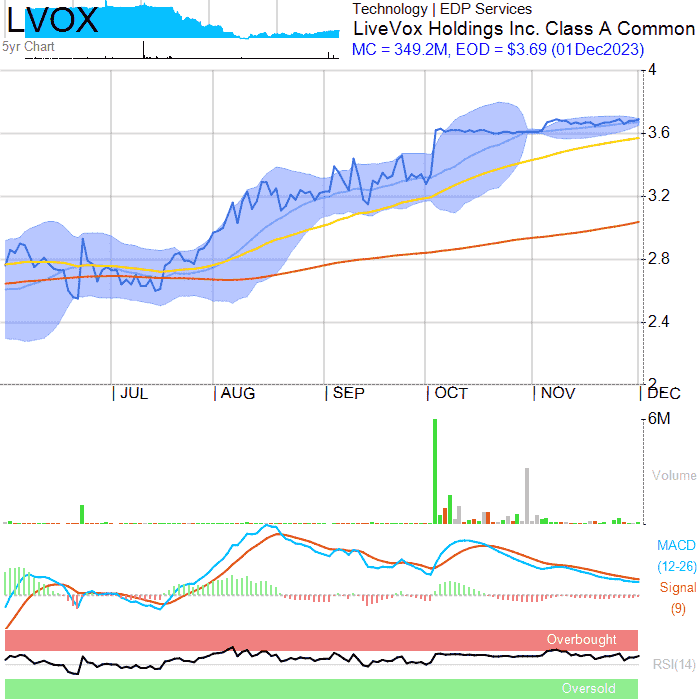 LVOX
5yr Chart
Technology | EDP Services
LiveVox Holdings Inc. Class A Common
MC = 349.2M, EOD = $3.69 (01Dec2023)
4
3.6
3.2
2.8
2.4
2
JUL AUG SEP OCT NOV DEC
6M
Volume
MACD
(12-26)
Signal
(9)
Overbought
RSI(14)
Oversold